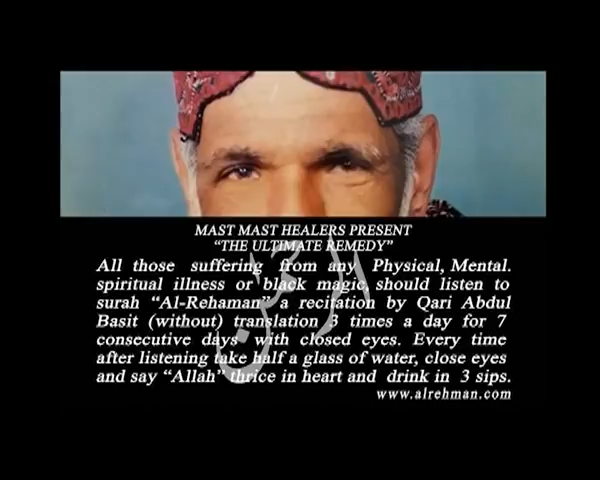 MAST MAST HEALERS PRESENT
"THE ULTIMATE REMEDY"
All those suffering from any Physical, Mental.
spiritual illness or black magic, should listen to
surah "Al-Rehaman" a recitation by Qari Abdul
Basit (without) translation 3 times a day for 7
consecutive days with closed eyes. Every time
after listening take half a glass of water, close eyes
and say "Allah" thrice in heart and drink in 3 sips.
www.alrehman.com
الرحمن